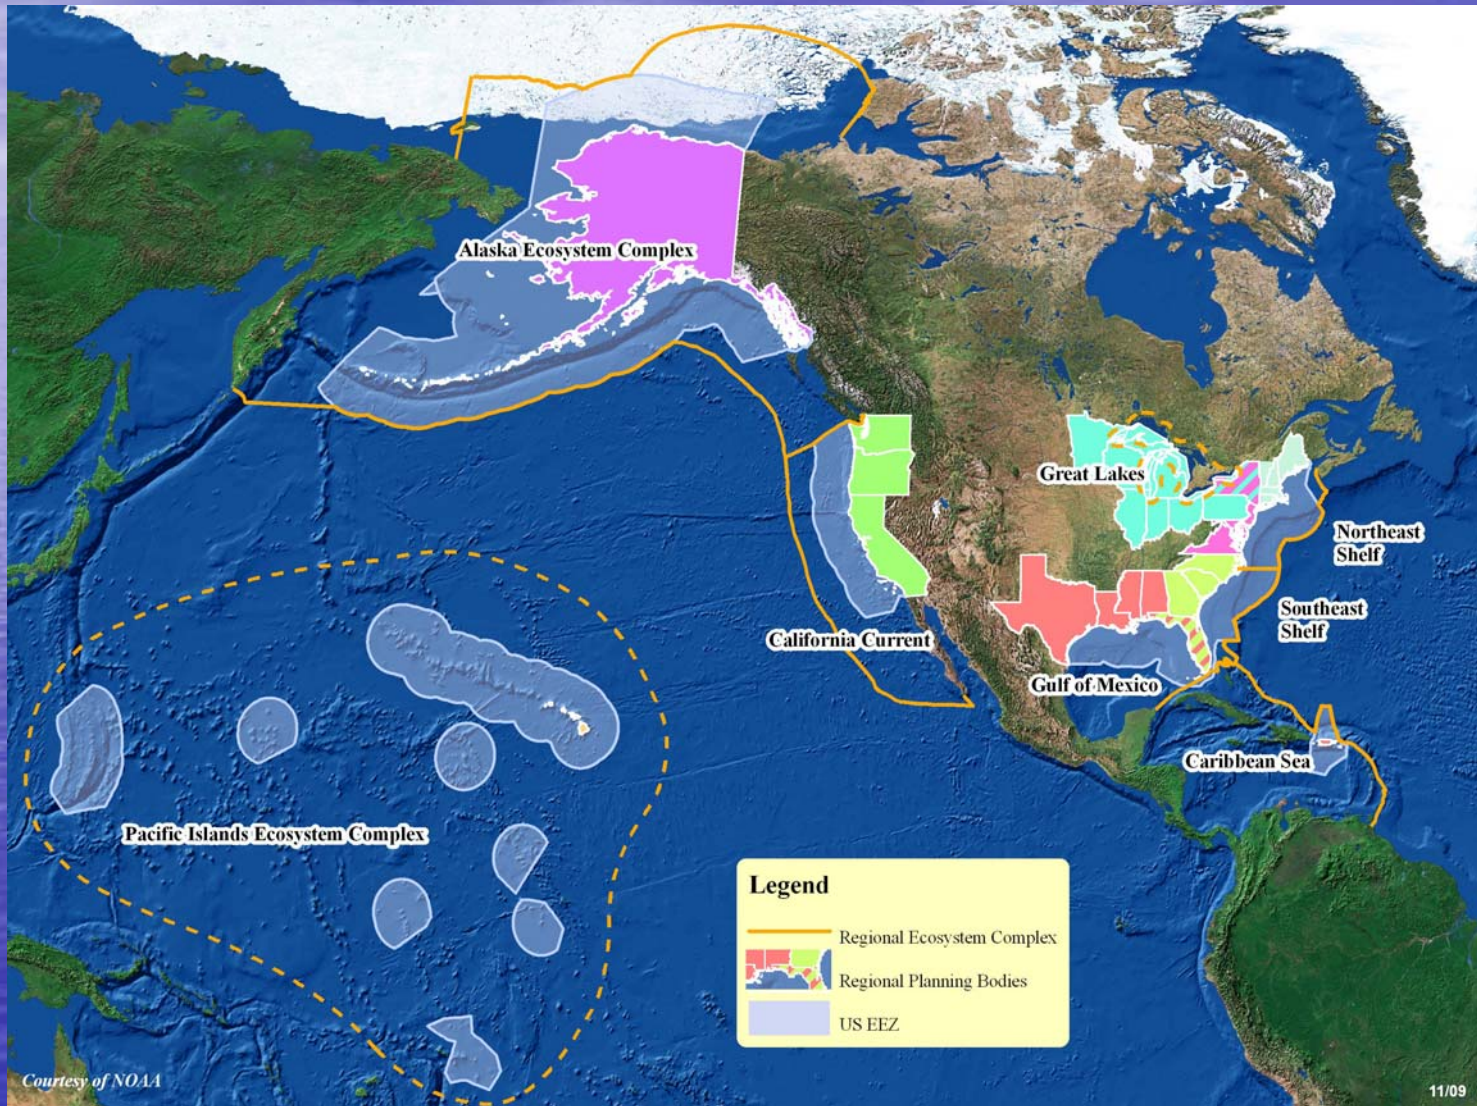 Alaska Ecosystem Complex
Great Lakes
Northeast
Shelf
Southeast
Shelf
California Current
Gulf of Mexico
Caribbean Sea
Pacific Islands Ecosystem Complex
Legend
Regional Ecosystem Complex
Regional Planning Bodies
US EEZ
Courtesy of NOAA
11/09